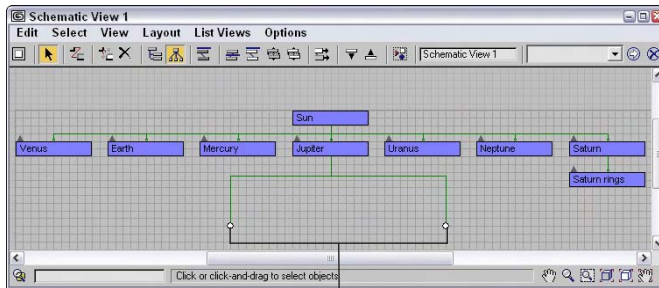 Schematic View 1
Edit Select View Layout List Views Options
Schematic View 1
Sun
Venus Earth Mercury Jupiter Uranus Neptune Saturn
Saturn rings
Click or click-and-drag to select objects